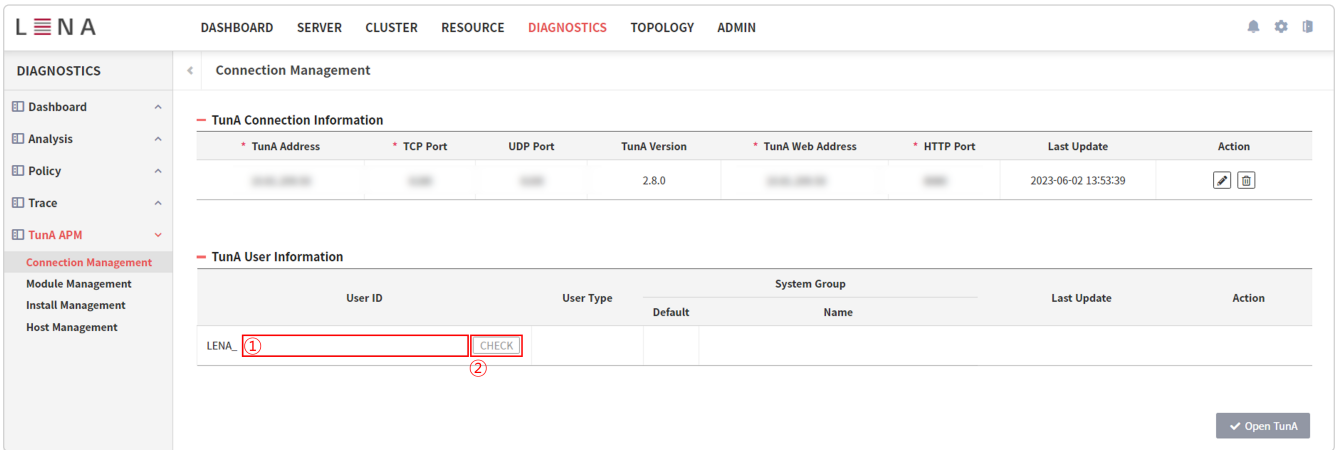 LENA
DASHBOARD SERVER CLUSTER RESOURCE DIAGNOSTICS TOPOLOGY ADMIN
DIAGNOSTICS
Connection Management
Dashboard
Analysis
Policy
Trace
TunA APM
Connection Management
Module Management
Install Management
Host Management
TunA Connection Information
* TunA Address * TCP Port UDP Port TunA Version * TunA Web Address * HTTP Port Last Update Action
2.8.0 2023-06-02 13:53:39
TunA User Information
User ID User Type System Group Last Update Action
Default Name
LENA_ ① CHECK
②
Open TunA